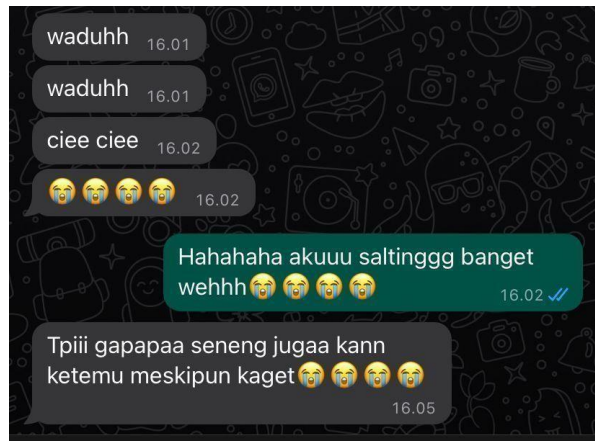 waduhh 16.01
waduhh 16.01
ciee ciee 16.02
😭😭😭😭 16.02
Hahahaha akuuu saltinggg banget
wehhh😭😭😭😭 16.02
Tpiii gapapaa seneng jugaa kann
ketemu meskipun kaget😭😭😭😭
16.05